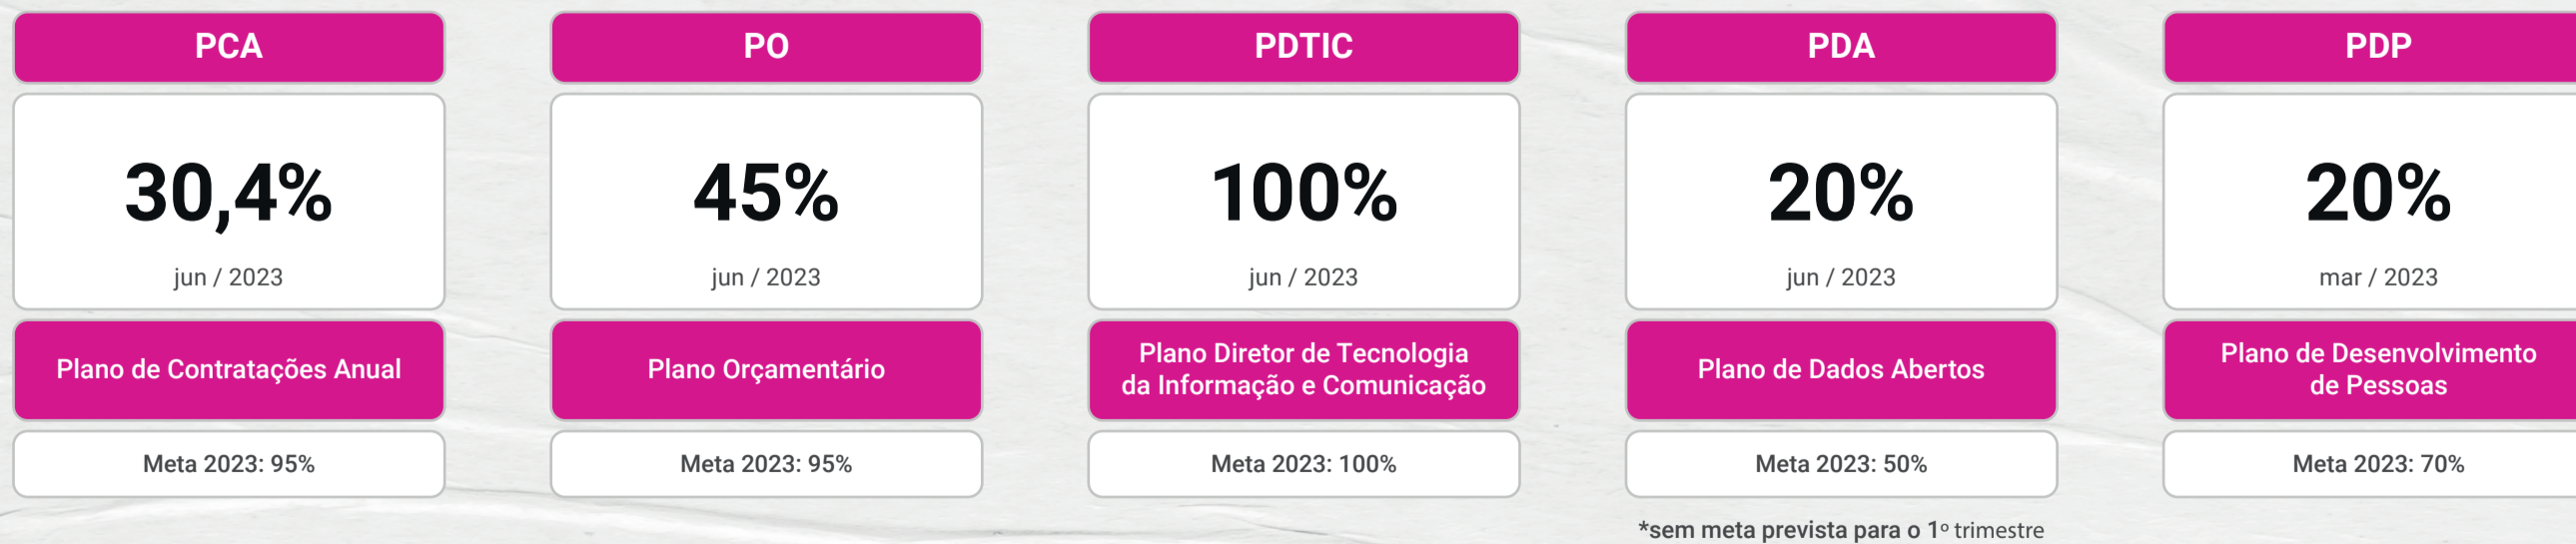 PCA
30,4%
jun / 2023
Plano de Contratações Anual
Meta 2023: 95%
PO
45%
jun / 2023
Plano Orçamentário
Meta 2023: 95%
PDTIC
100%
jun / 2023
Plano Diretor de Tecnologia
da Informação e Comunicação
Meta 2023: 100%
PDA
20%
jun / 2023
Plano de Dados Abertos
Meta 2023: 50%
*sem meta prevista para o 1º trimestre
PDP
20%
mar / 2023
Plano de Desenvolvimento
de Pessoas
Meta 2023: 70%